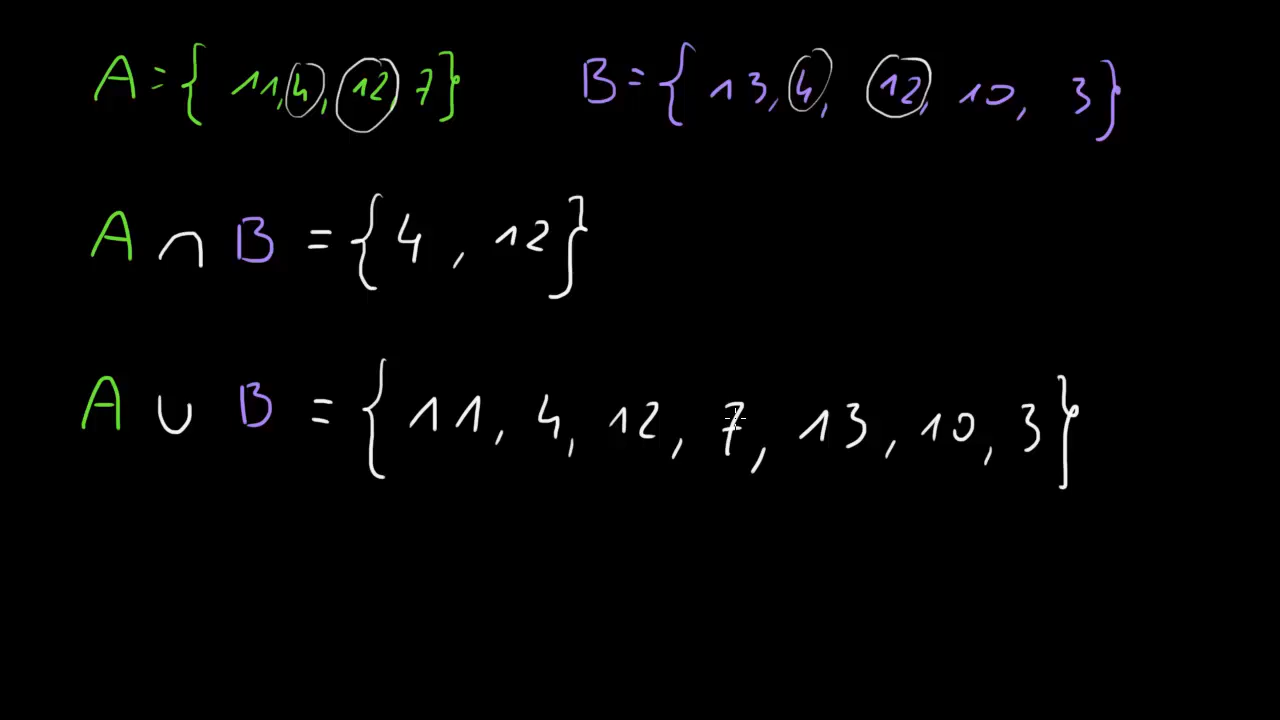 A = { 11, 4, 12, 7 } B = { 13, 4, 12, 10, 3 }
A ∩ B = { 4 , 12 }
A ∪ B = { 11, 4, 12, 7, 13, 10, 3 }